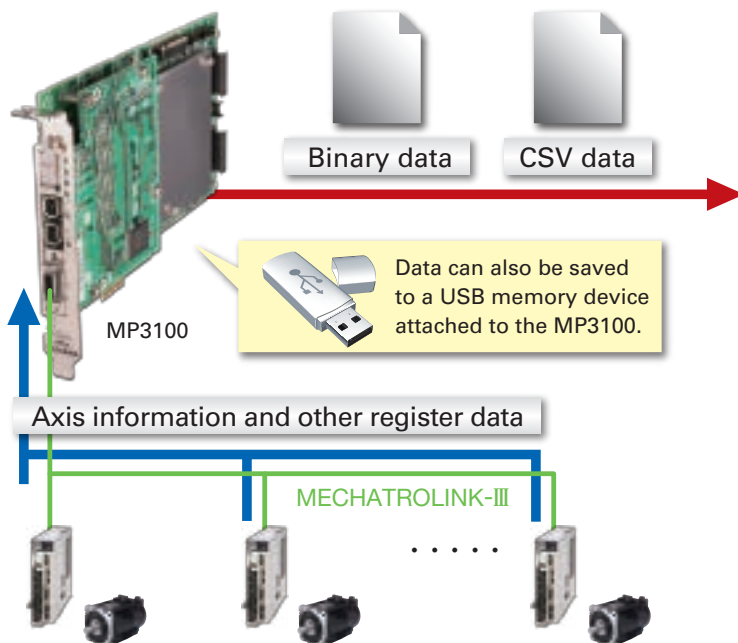 Binary data
CSV data
Data can also be saved
to a USB memory device
attached to the MP3100.
MP3100
Axis information and other register data
MECHATROLINK-Ⅲ
. . . . .